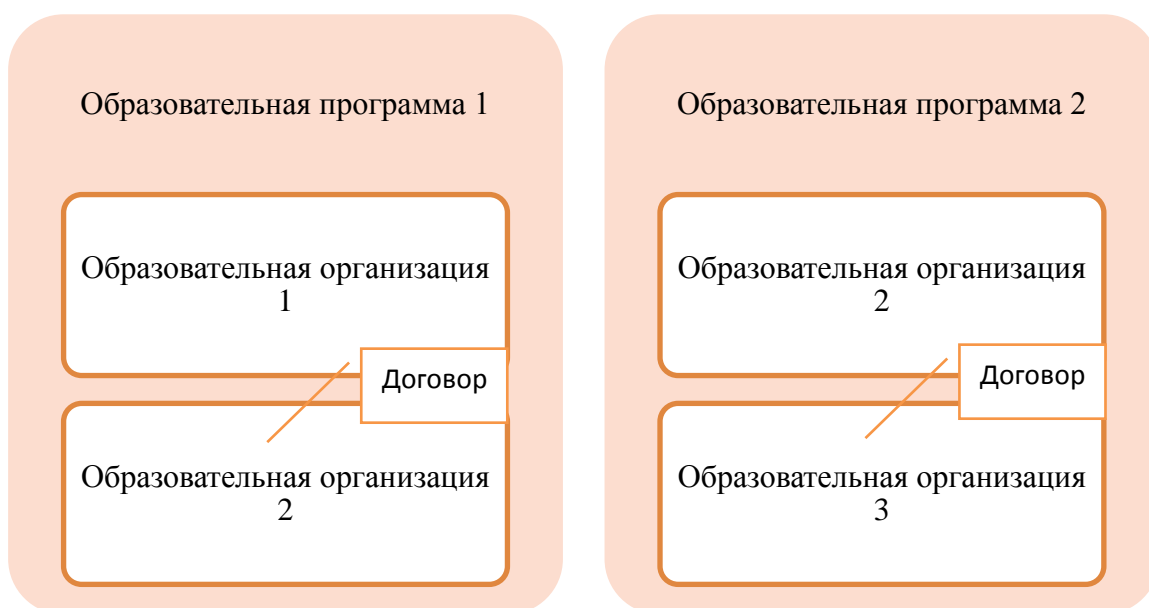 Образовательная программа 1
Образовательная организация
1
Договор
Образовательная организация
2
Образовательная программа 2
Образовательная организация
2
Договор
Образовательная организация
3